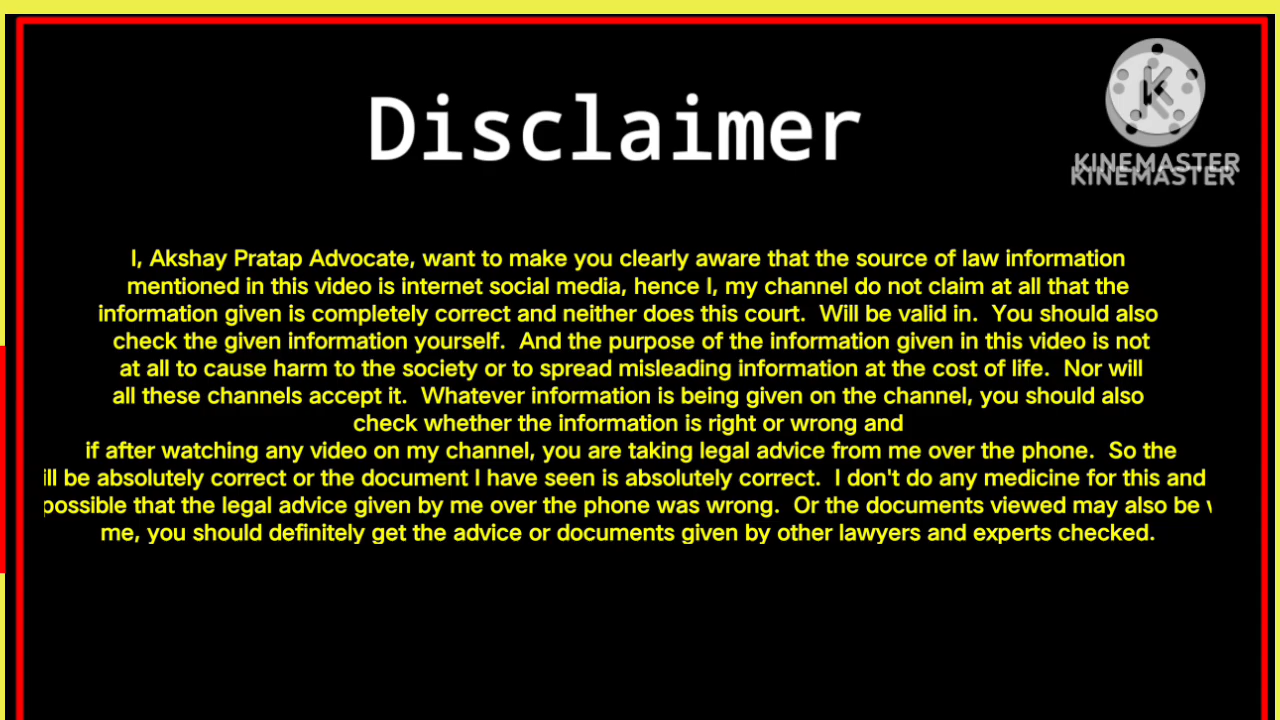 Disclaimer
KINEMASTER
KINEMASTER
I, Akshay Pratap Advocate, want to make you clearly aware that the source of law information
mentioned in this video is internet social media, hence I, my channel do not claim at all that the
information given is completely correct and neither does this court. Will be valid in. You should also
check the given information yourself. And the purpose of the information given in this video is not
at all to cause harm to the society or to spread misleading information at the cost of life. Nor will
all these channels accept it. Whatever information is being given on the channel, you should also
check whether the information is right or wrong and
if after watching any video on my channel, you are taking legal advice from me over the phone. So the
be absolutely correct or the document I have seen is absolutely correct. I don't do any medicine for this and
possible that the legal advice given by me over the phone was wrong. Or the documents viewed may also be
me, you should definitely get the advice or documents given by other lawyers and experts checked.